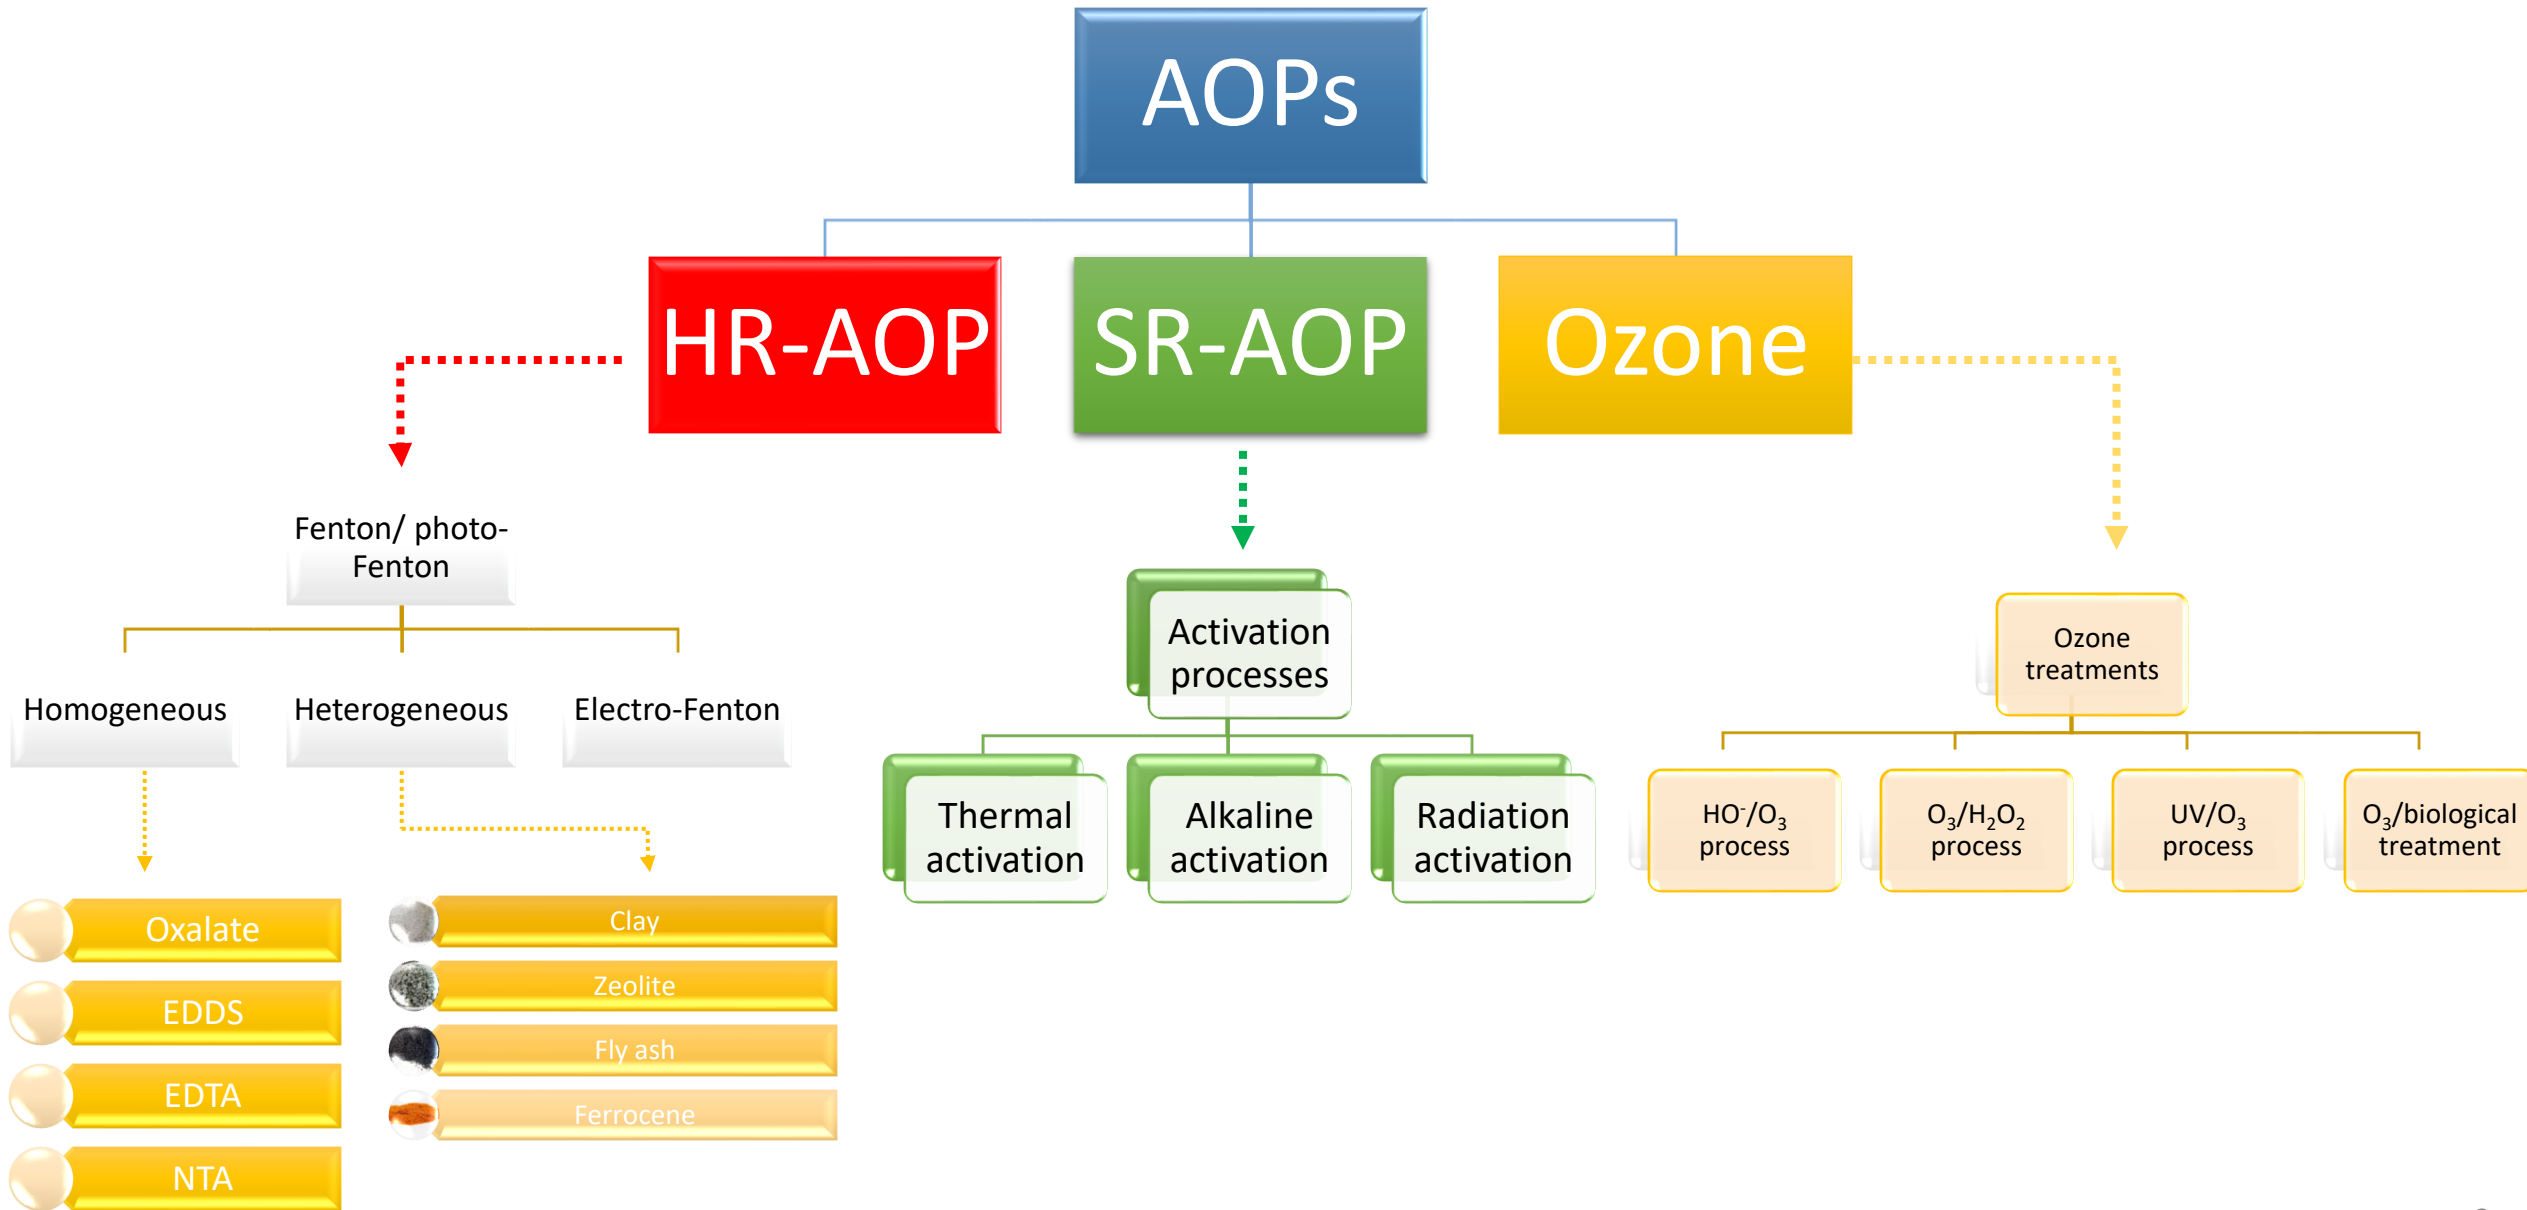 AOPs
HR-AOP
SR-AOP
Ozone
Fenton/ photo-
Fenton
Homogeneous
Heterogeneous
Electro-Fenton
Oxalate
EDDS
EDTA
NTA
Clay
Zeolite
Fly ash
Ferrocene
Activation
processes
Thermal
activation
Alkaline
activation
Radiation
activation
Ozone
treatments
HO⁻/O₃
process
O₃/H₂O₂
process
UV/O₃
process
O₃/biological
treatment